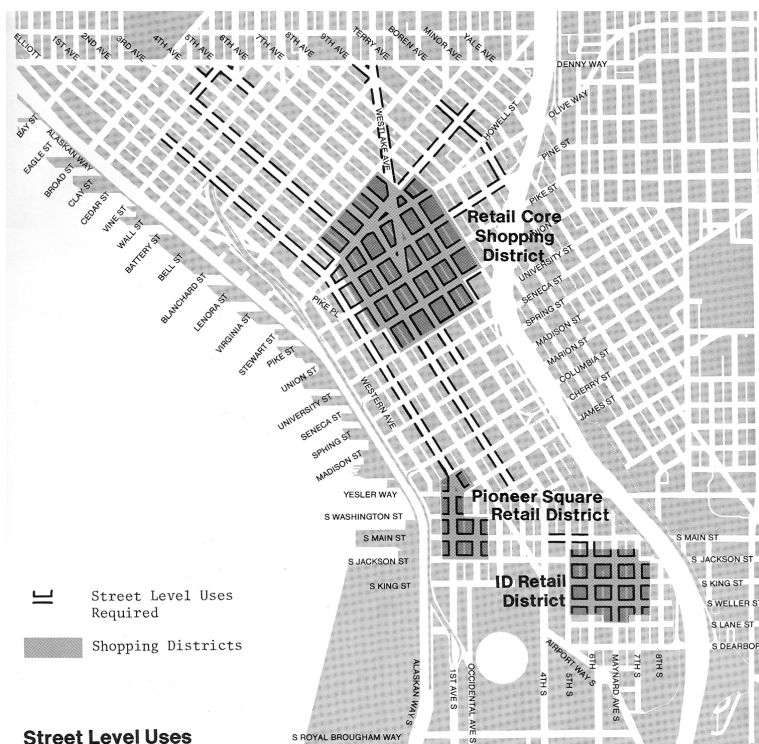 ELLIOTT
1ST AVE
2ND AVE
3RD AVE
4TH AVE
5TH AVE
6TH AVE
7TH AVE
8TH AVE
9TH AVE
TERRY AVE
BOREN AVE
MINOR AVE
YALE AVE
DENNY WAY
OLIVE WAY
HOWELL ST
WESTLAKE AVE
PINE ST
PIKE ST
BAY ST
ALASKAN WAY
EAGLE ST
BROAD ST
CLAY ST
CEDAR ST
VINE ST
WALL ST
BATTERY ST
BELL ST
BLANCHARD ST
LENORA ST
VIRGINIA ST
STEWART ST
PIKE ST
UNION ST
UNIVERSITY ST
SENECA ST
SPHING ST
MADISON ST
PIKE PL
WESTERN AVE
Retail Core
Shopping
District
UNIVERSITY ST
SENECA ST
SPRING ST
MADISON ST
MARION ST
COLUMBIA ST
CHERRY ST
JAMES ST
YESLER WAY
S WASHINGTON ST
S MAIN ST
S JACKSON ST
S KING ST
Pioneer Square
Retail District
ID Retail
District
S MAIN ST
S JACKSON ST
S KING ST
S WELLER ST
S LANE ST
S DEARBOR
Street Level Uses
Required
Shopping Districts
ALASKAN WAY S
1ST AVE S
OCCIDENTAL AVE S
4TH S
5TH S
AIRPORT WAY S
6TH
MAYNARD AVE S
7TH S
8TH S
S ROYAL BROUGHAM WAY
Street Level Uses